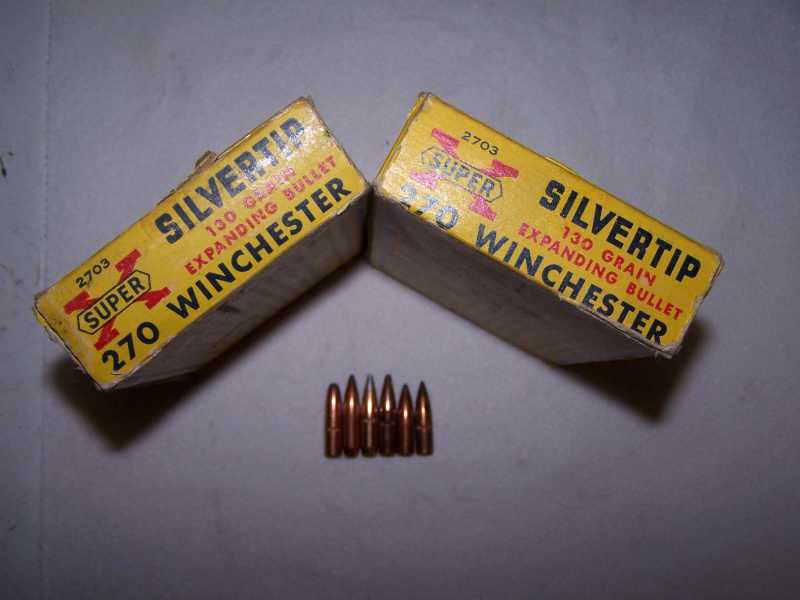 2703
SUPER X
SILVERTIP
130 GRAIN
EXPANDING BULLET
270 WINCHESTER
2703
SUPER X
SILVERTIP
130 GRAIN
EXPANDING BULLET
270 WINCHESTER